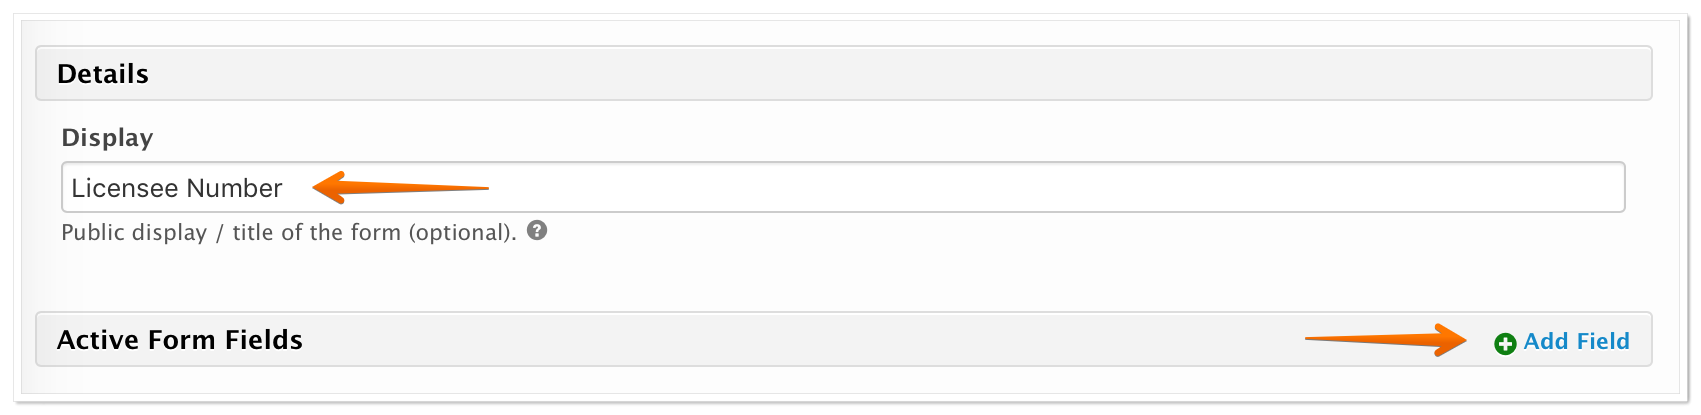 Details
Display
Licensee Number
Public display / title of the form (optional). ?
Active Form Fields
Add Field